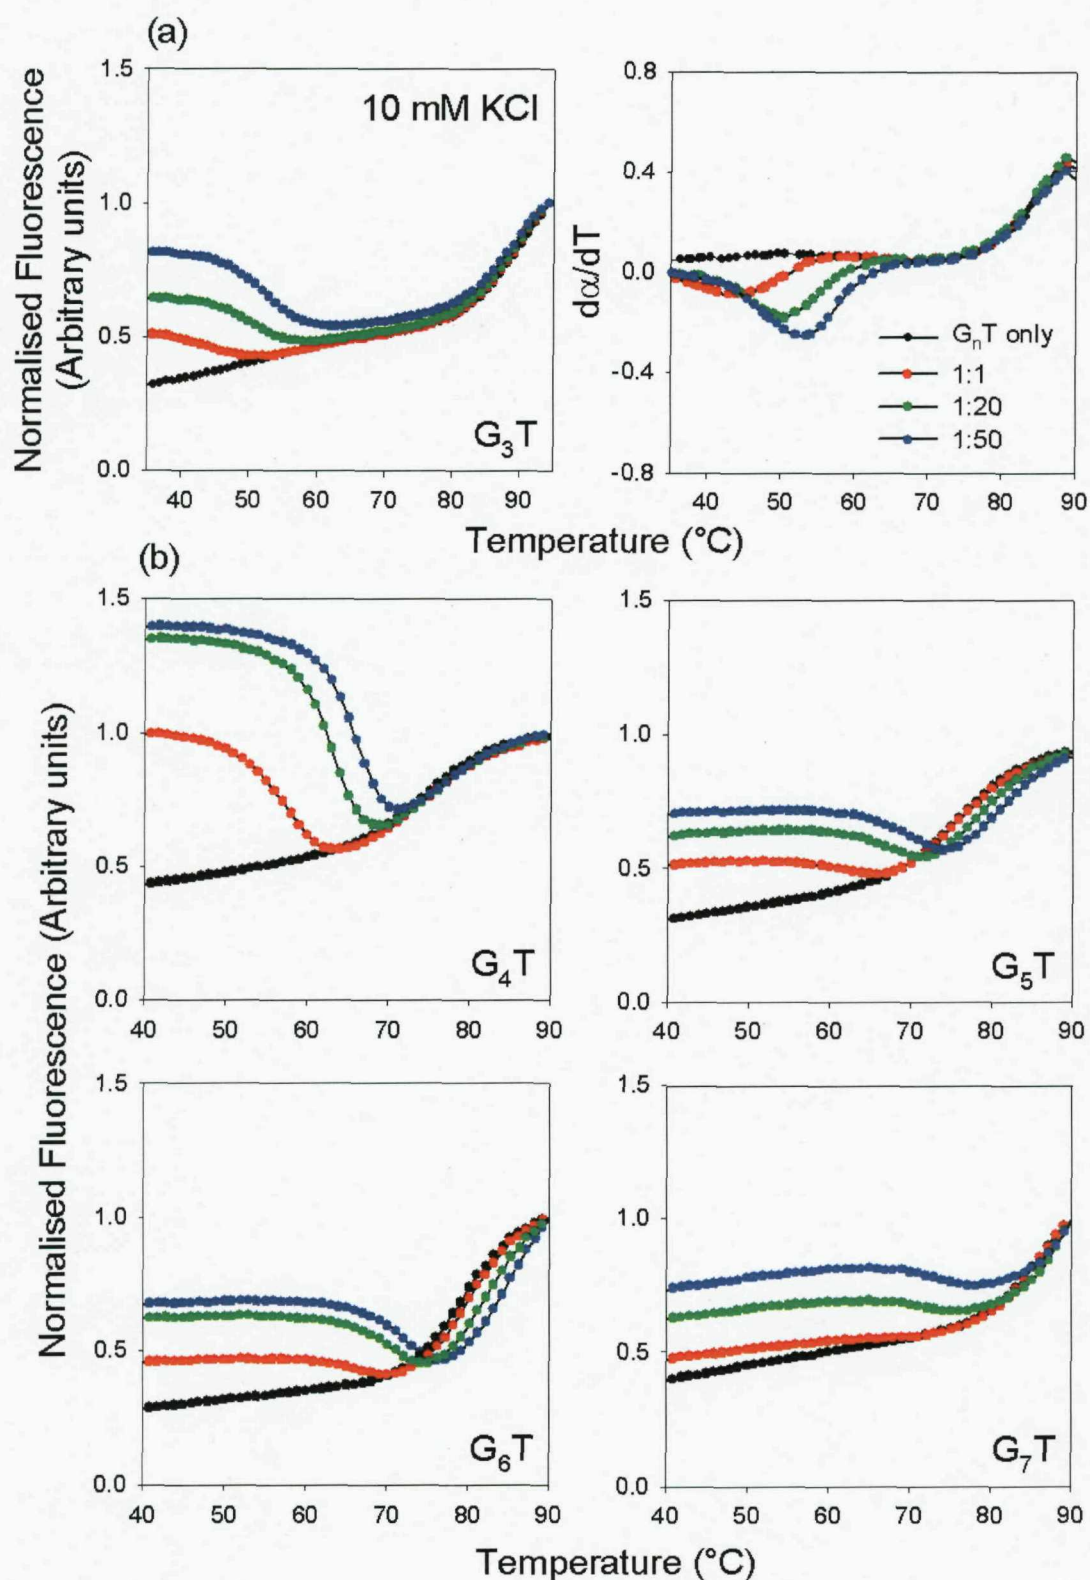 (a)
Normalised Fluorescence
(Arbitrary units)
1.5
1.0
0.5
0.0
10 mM KCl
G₃T
40 50 60 70 80 90
0.8
0.4
0.0
-0.4
-0.8
dα/dT
GₙT only
1:1
1:20
1:50
40 50 60 70 80 90
Temperature (°C)
(b)
Normalised Fluorescence (Arbitrary units)
1.5
1.0
0.5
0.0
G₄T
40 50 60 70 80 90
1.5
1.0
0.5
0.0
G₅T
40 50 60 70 80 90
1.5
1.0
0.5
0.0
G₆T
40 50 60 70 80 90
1.5
1.0
0.5
0.0
G₇T
40 50 60 70 80 90
Temperature (°C)